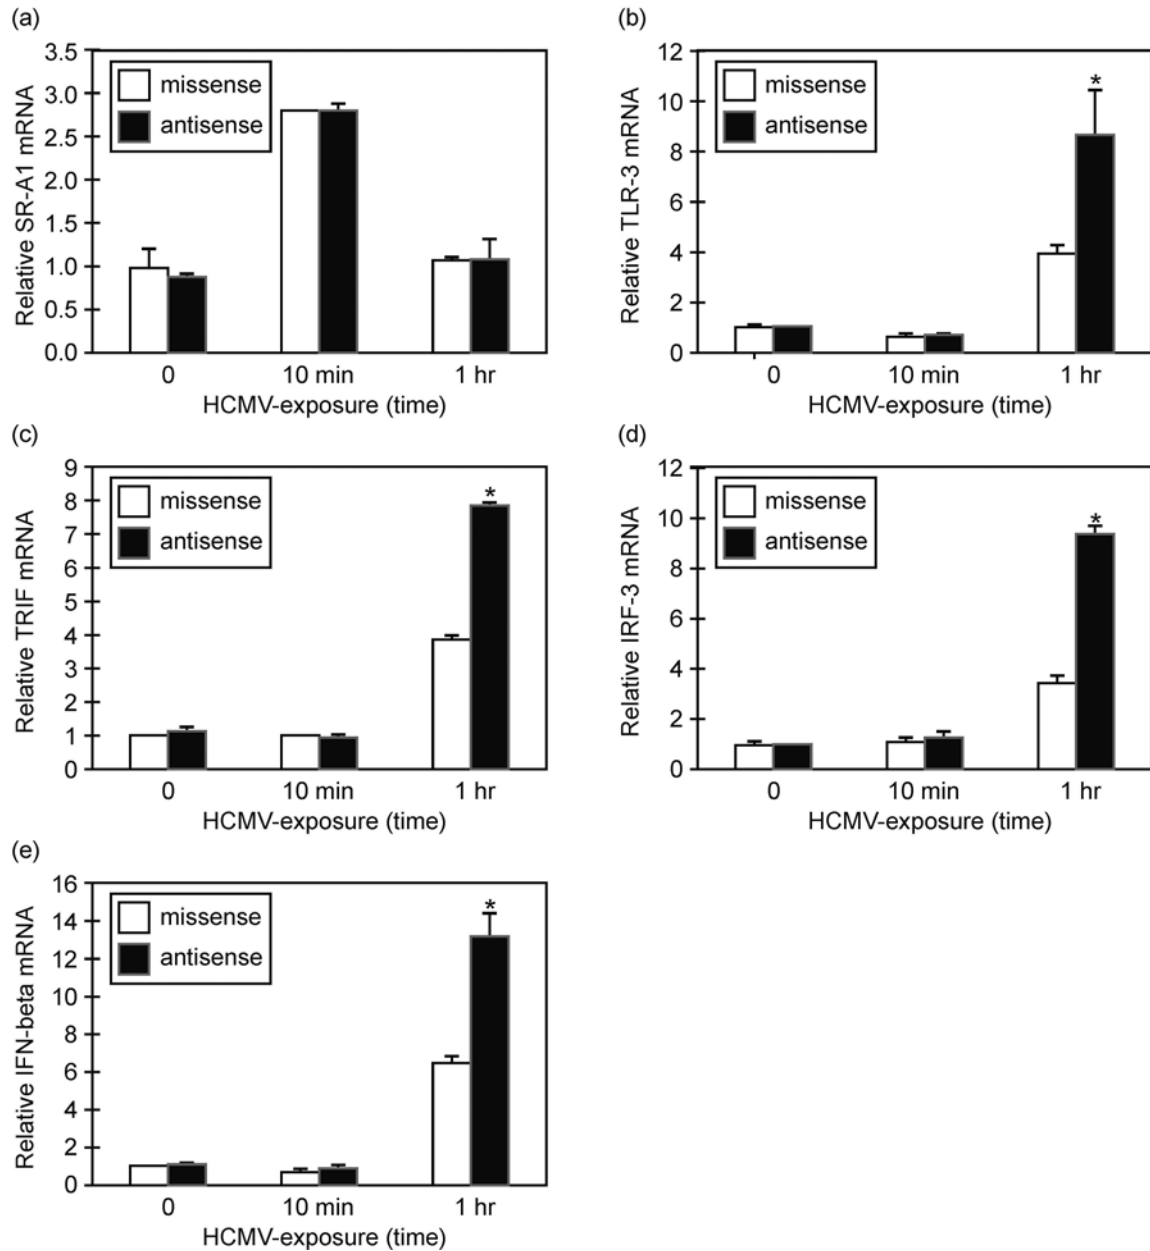 (a)
Relative SR-A1 mRNA
3.5
3.0
2.5
2.0
1.5
1.0
0.5
0.0
missense
antisense
0 10 min 1 hr
HCMV-exposure (time)
(b)
Relative TLR-3 mRNA
12
10
8
6
4
2
0
missense
antisense
*
0 10 min 1 hr
HCMV-exposure (time)
(c)
Relative TRIF mRNA
9
8
7
6
5
4
3
2
1
0
missense
antisense
*
0 10 min 1 hr
HCMV-exposure (time)
(d)
Relative IRF-3 mRNA
12
10
8
6
4
2
0
missense
antisense
*
0 10 min 1 hr
HCMV-exposure (time)
(e)
Relative IFN-beta mRNA
16
14
12
10
8
6
4
2
0
missense
antisense
*
0 10 min 1 hr
HCMV-exposure (time)